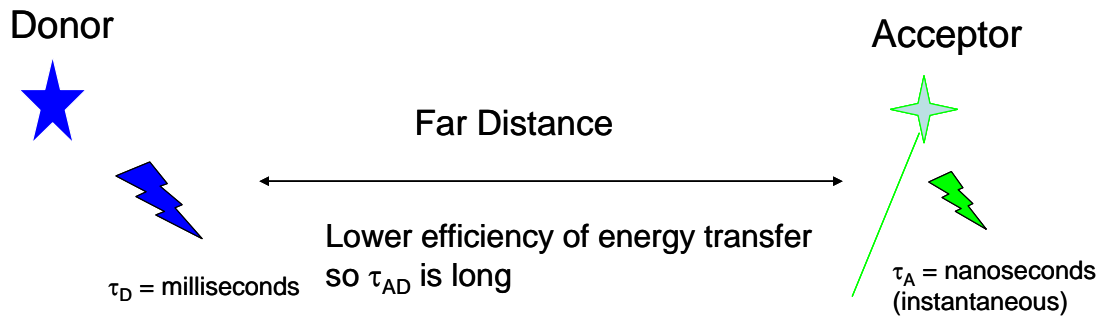 Donor
Acceptor
Far Distance
Lower efficiency of energy transfer
so τAD is long
τD = milliseconds
τA = nanoseconds
(instantaneous)